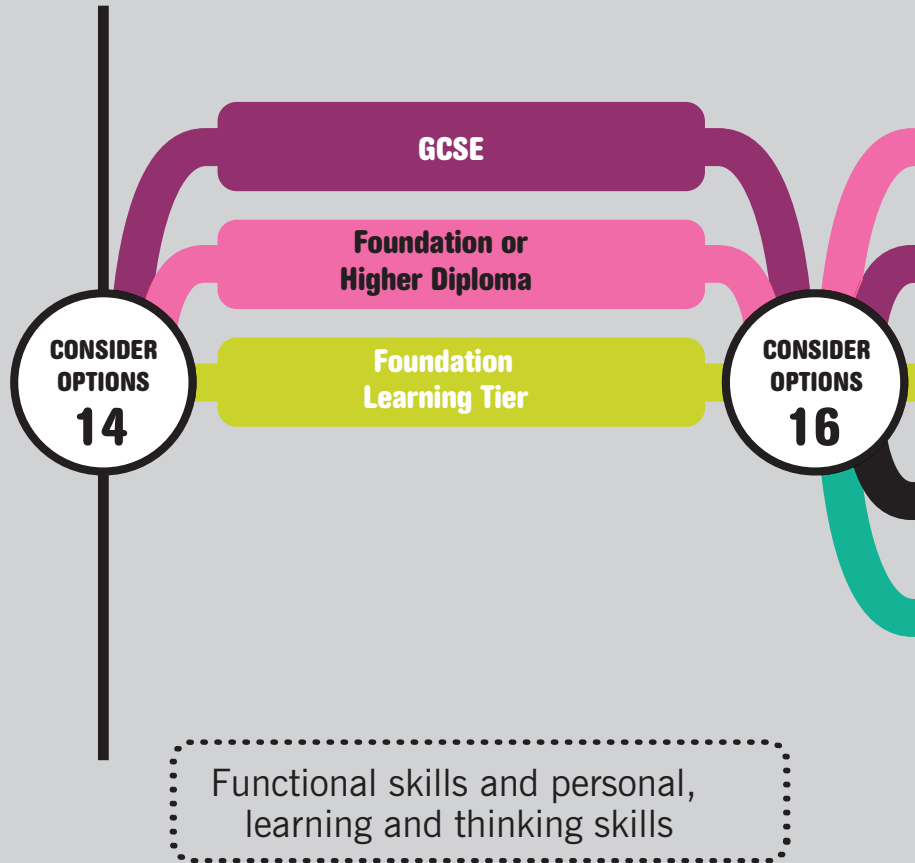 GCSE
Foundation or
Higher Diploma
CONSIDER
OPTIONS
14
Foundation
Learning Tier
CONSIDER
OPTIONS
16
Functional skills and personal,
learning and thinking skills